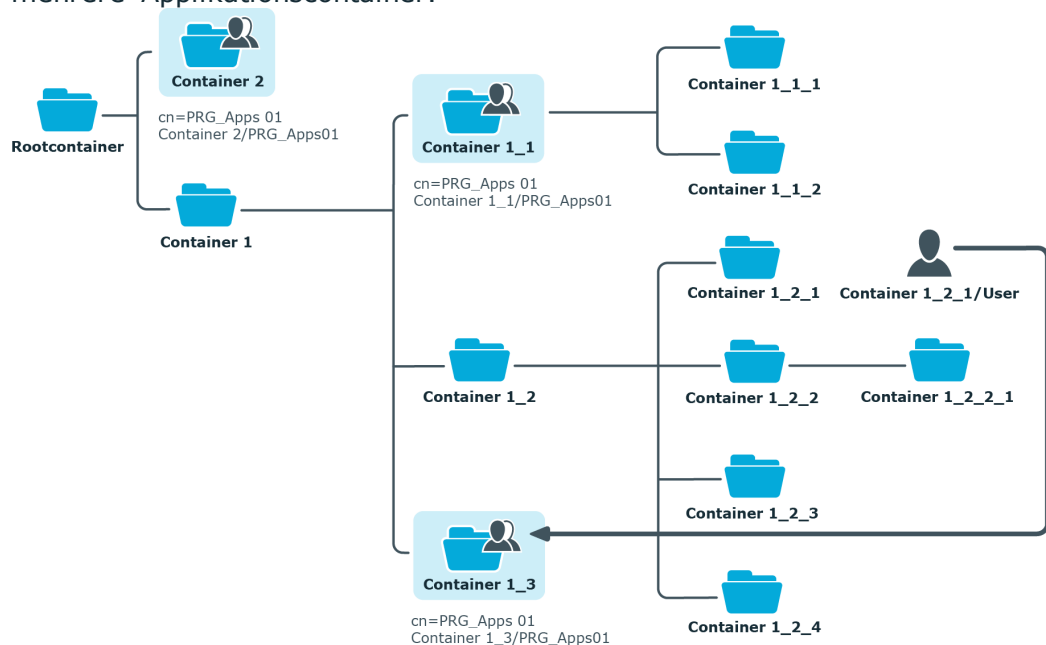 mehrere Applikationscontainer.
Container 2
cn=PRG_Apps 01
Container 2/PRG_Apps01
Rootcontainer
Container 1
Container 1_1
cn=PRG_Apps 01
Container 1_1/PRG_Apps01
Container 1_1_1
Container 1_1_2
Container 1_2_1
Container 1_2_1/User
Container 1_2
Container 1_2_2
Container 1_2_2_1
Container 1_2_3
Container 1_3
cn=PRG_Apps 01
Container 1_3/PRG_Apps01
Container 1_2_4